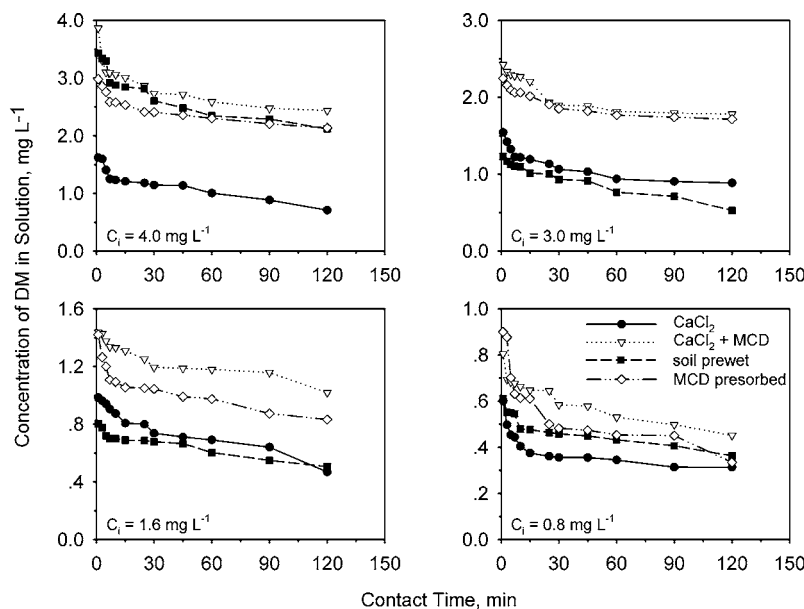 Concentration of DM in Solution, mg L⁻¹
4.0
3.0
2.0
1.0
0.0
Cᵢ = 4.0 mg L⁻¹
0 30 60 90 120 150
3.0
2.0
1.0
0.0
Cᵢ = 3.0 mg L⁻¹
0 30 60 90 120 150
1.6
1.2
.8
.4
0.0
Cᵢ = 1.6 mg L⁻¹
0 30 60 90 120 150
1.0
.8
.6
.4
.2
0.0
CaCl₂
CaCl₂ + MCD
soil prewet
MCD presorbed
Cᵢ = 0.8 mg L⁻¹
0 30 60 90 120 150
Contact Time, min